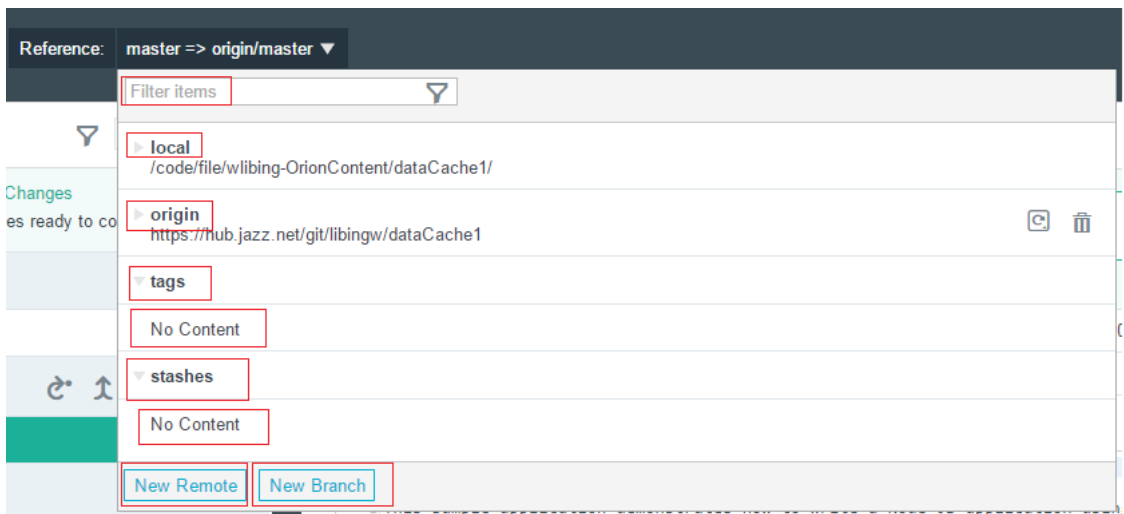 Reference: master => origin/master
Filter items
local
/code/file/wlibing-OrionContent/dataCache1/
Changes
origin
es ready to co
https://hub.jazz.net/git/libingw/dataCache1
tags
No Content
stashes
No Content
New Remote New Branch